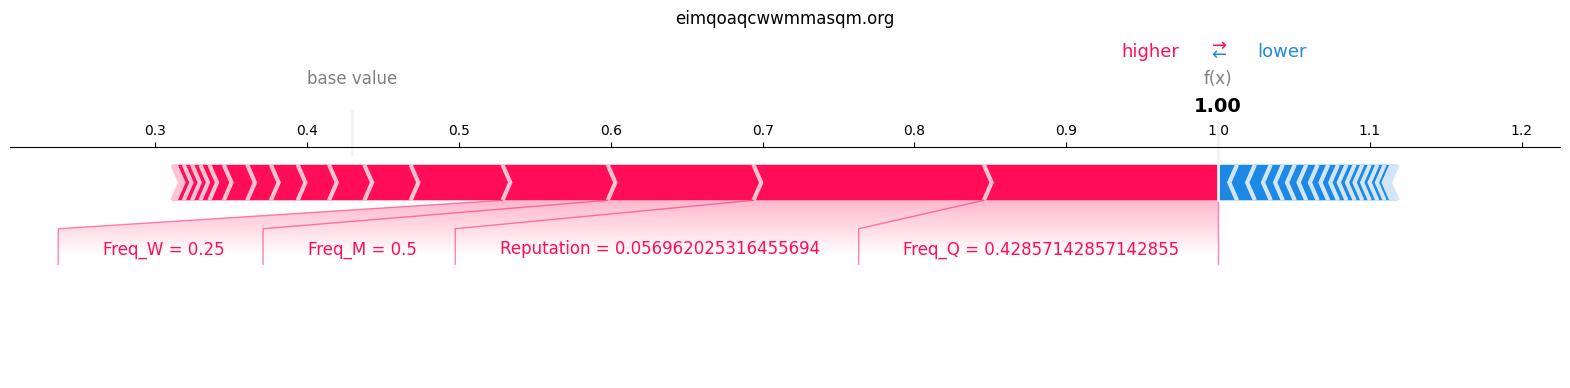 eimqoaqcwwmmasqm.org
higher ⇄ lower
base value f(x)
1.00
0.3 0.4 0.5 0.6 0.7 0.8 0.9 1.0 1.1 1.2
Freq_W = 0.25 Freq_M = 0.5 Reputation = 0.056962025316455694 Freq_Q = 0.42857142857142855